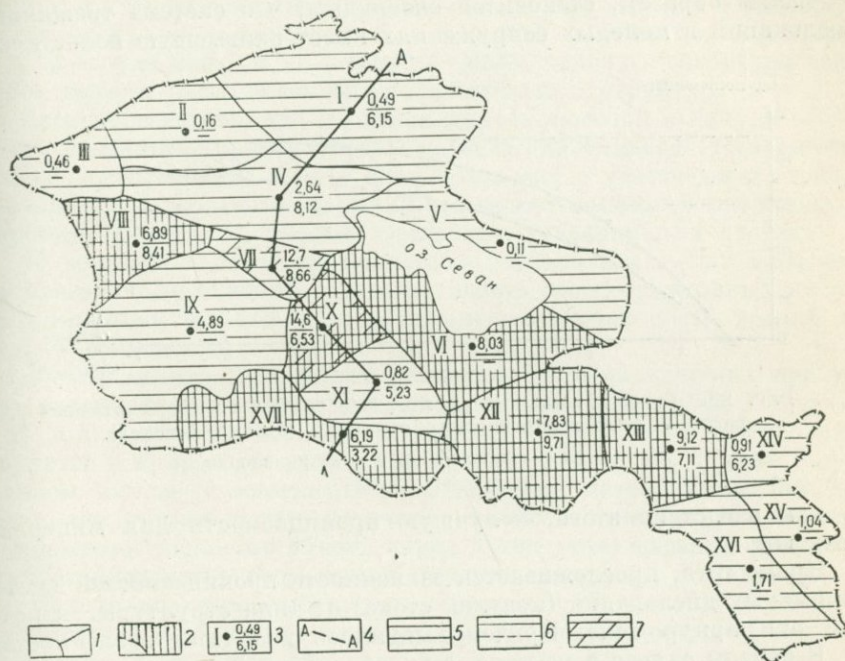 A
I
0,49
6,15
II
0,16
—
III
0,46
—
IV
2,64
8,12
V
0,11
—
оз. Севан
VIII
6,89
8,41
VII
12,7
8,66
IX
4,89
—
X
14,6
6,53
VI
8,03
—
XI
0,82
5,23
XVII
6,19
3,22
A
XII
7,83
9,71
XIII
9,12
7,11
0,91
6,23
XIV
XV
1,04
—
XVI
1,71
—
1 2 I 0,49 3 A—A 4 5 6 7
6,15